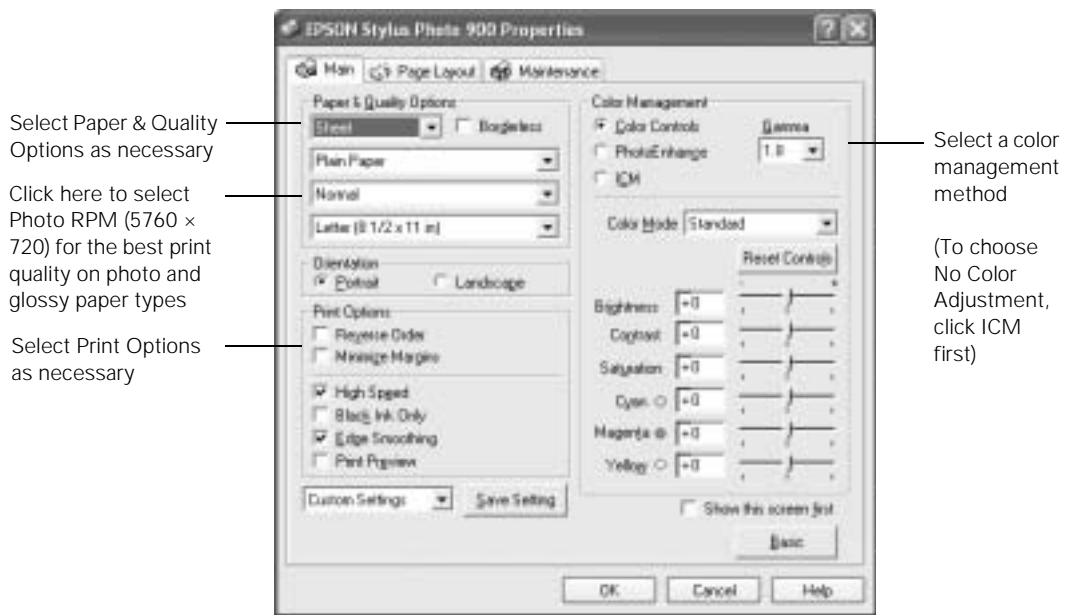 EPSON Stylus Photo 900 Properties
Main
Page Layout
Maintenance
Select Paper & Quality
Options as necessary
Click here to select
Photo RPM (5760 ×
720) for the best print
quality on photo and
glossy paper types
Select Print Options
as necessary
Paper & Quality Options
Sheet
Borderless
Plain Paper
Normal
Letter (8 1/2 x 11 in)
Orientation
Portrait
Landscape
Print Options
Reverse Order
Minimize Margins
High Speed
Black Ink Only
Edge Smoothing
Print Preview
Custom Settings
Save Setting
Color Management
Color Controls
PhotoEnhance
ICM
Gamma
1.8
Color Mode
Standard
Reset Controls
- +
Brightness +0
Contrast +0
Saturation +0
Cyan +0
Magenta +0
Yellow +0
Show this screen first
Basic
OK
Cancel
Help
Select a color
management
method
(To choose
No Color
Adjustment,
click ICM
first)